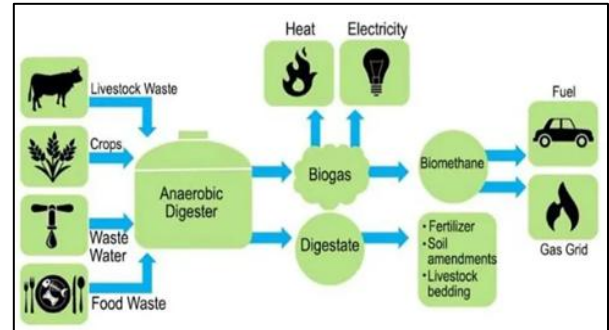 Heat
Electricity
Livestock Waste
Crops
Waste
Water
Food Waste
Anaerobic
Digester
Biogas
Digestate
Biomethane
• Fertilizer
• Soil
amendments
• Livestock
bedding
Fuel
Gas Grid